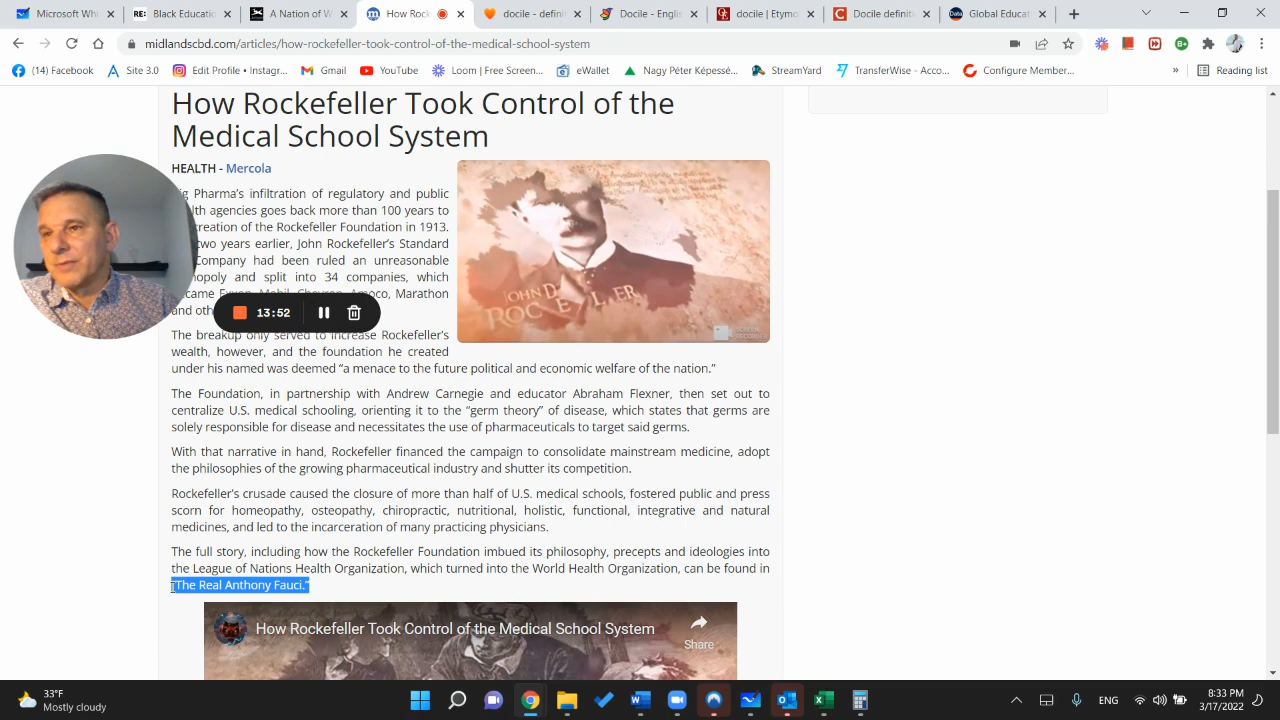 Microsoft Wh
Black Educatio
A Nation of W
How Rock
docile - defini
Docile - Englis
docile | Etymo
Docile definiti
Global Educat
midlandscbd.com/articles/how-rockefeller-took-control-of-the-medical-school-system
(14) Facebook
Site 3.0
Edit Profile • Instagr...
Gmail
YouTube
Loom | Free Screen...
eWallet
Nagy Péter Képessé...
StreamYard
TransferWise - Acco...
Configure Member...
»
Reading list
How Rockefeller Took Control of the
Medical School System
HEALTH - Mercola
Pharma's infiltration of regulatory and public
agencies goes back more than 100 years to
creation of the Rockefeller Foundation in 1913.
two years earlier, John Rockefeller's Standard
Company had been ruled an unreasonable
and split into 34 companies, which
Amoco, Marathon
and
13:52
JOHN D.
The breakup only served to increase Rockefeller's
wealth, however, and the foundation he created
under his named was deemed “a menace to the future political and economic welfare of the nation.”
The Foundation, in partnership with Andrew Carnegie and educator Abraham Flexner, then set out to
centralize U.S. medical schooling, orienting it to the “germ theory” of disease, which states that germs are
solely responsible for disease and necessitates the use of pharmaceuticals to target said germs.
With that narrative in hand, Rockefeller financed the campaign to consolidate mainstream medicine, adopt
the philosophies of the growing pharmaceutical industry and shutter its competition.
Rockefeller's crusade caused the closure of more than half of U.S. medical schools, fostered public and press
scorn for homeopathy, osteopathy, chiropractic, nutritional, holistic, functional, integrative and natural
medicines, and led to the incarceration of many practicing physicians.
The full story, including how the Rockefeller Foundation imbued its philosophy, precepts and ideologies into
the League of Nations Health Organization, which turned into the World Health Organization, can be found in
“The Real Anthony Fauci.”
How Rockefeller Took Control of the Medical School System
Share
33°F
Mostly cloudy
ENG
8:33 PM
3/17/2022